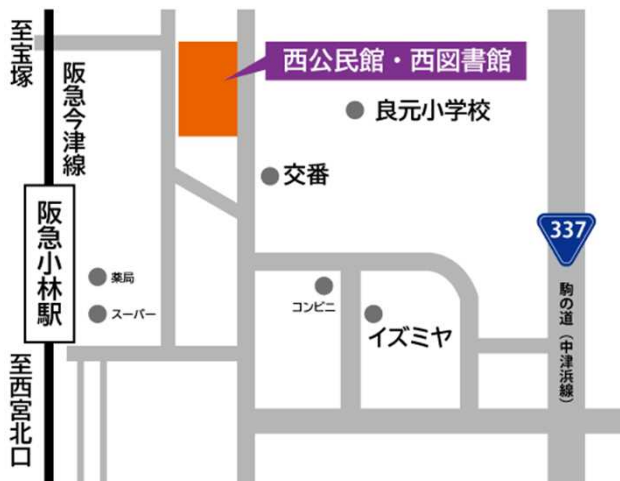 至宝塚
阪急今津線
西公民館・西図書館
良元小学校
交番
337
阪急小林駅
薬局
スーパー
コンビニ
イズミヤ
駒の道（中津浜線）
至西宮北口